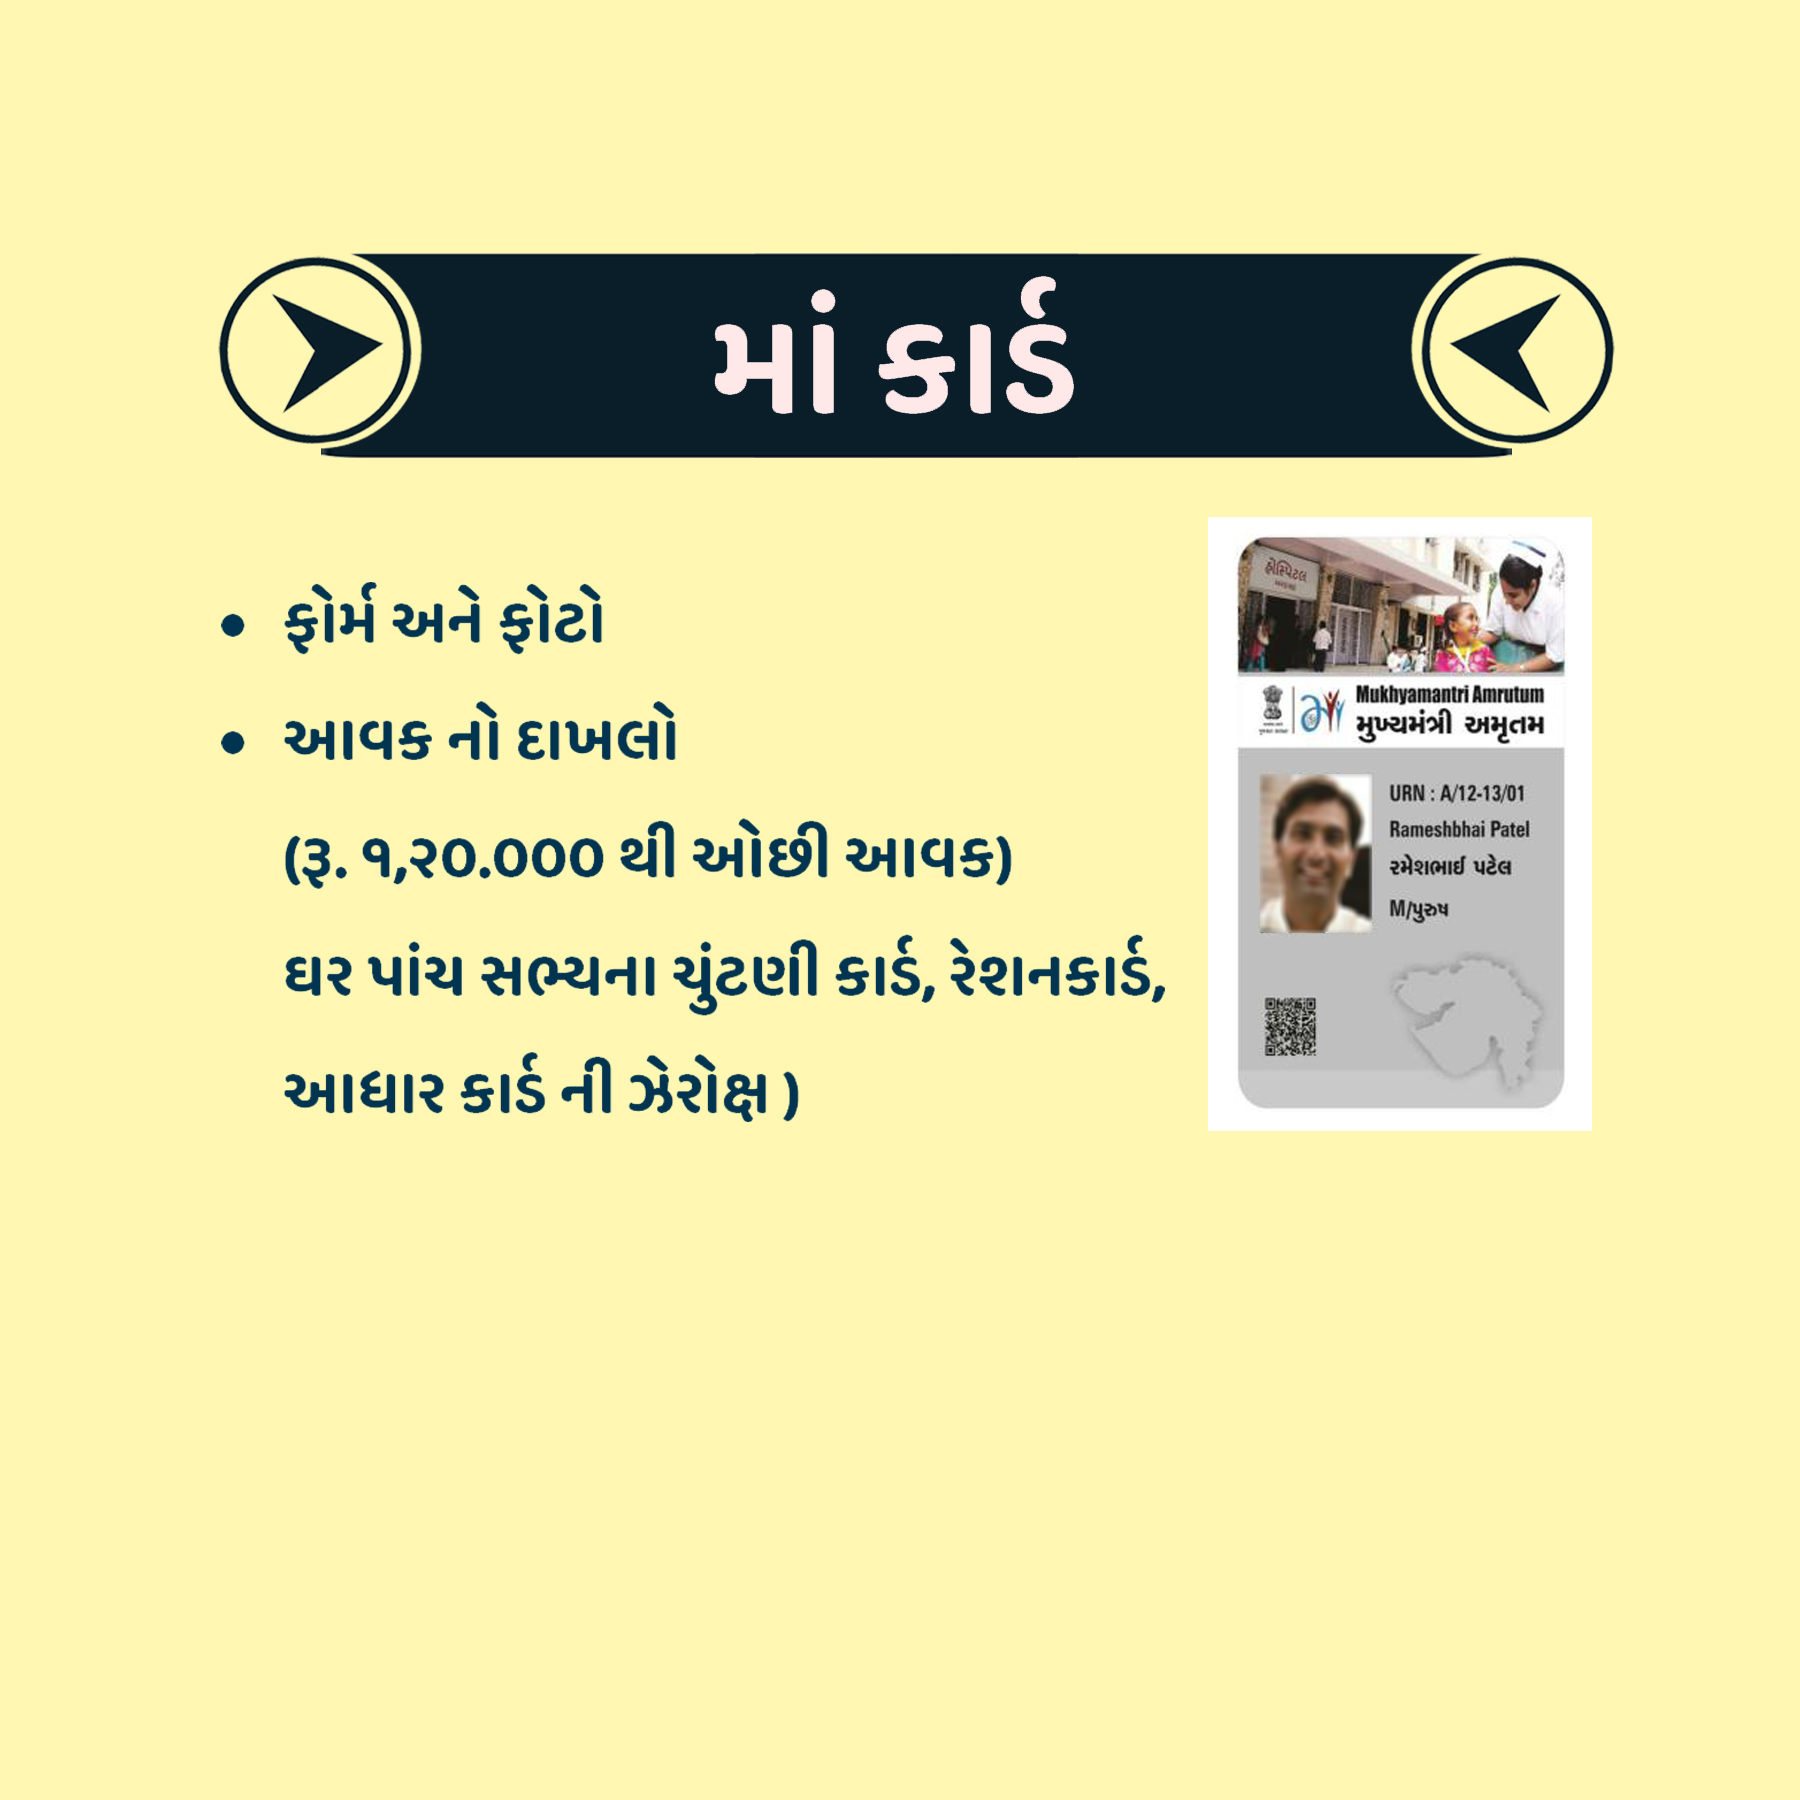 માં કાર્ડ
• ફોર્મ અને ફોટો
• આવક નો દાખલો
(રૂ. ૧,૨૦.૦૦૦ થી ઓછી આવક)
ઘર પાંચ સભ્યના ચુંટણી કાર્ડ, રેશનકાર્ડ,
આધાર કાર્ડ ની ઝેરોક્ષ )
હોસ્પિટલ
મા
Mukhyamantri Amrutum
મુખ્યમંત્રી અમૃતમ
URN : A/12-13/01
Rameshbhai Patel
રમેશભાઈ પટેલ
M/પુરુષ